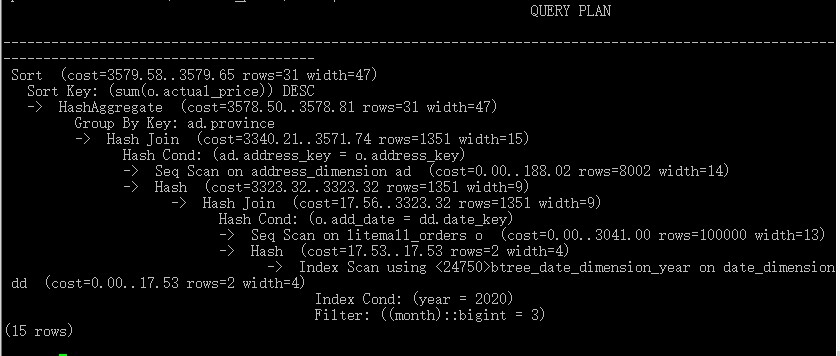 QUERY PLAN
--------------------------------------------------------------------------------------------------------
---------------------------------------
Sort  (cost=3579.58..3579.65 rows=31 width=47)
Sort Key: (sum(o.actual_price)) DESC
->  HashAggregate  (cost=3578.50..3578.81 rows=31 width=47)
Group By Key: ad.province
->  Hash Join  (cost=3340.21..3571.74 rows=1351 width=15)
Hash Cond: (ad.address_key = o.address_key)
->  Seq Scan on address_dimension ad  (cost=0.00..188.02 rows=8002 width=14)
->  Hash  (cost=3323.32..3323.32 rows=1351 width=9)
->  Hash Join  (cost=17.56..3323.32 rows=1351 width=9)
Hash Cond: (o.add_date = dd.date_key)
->  Seq Scan on litemall_orders o  (cost=0.00..3041.00 rows=100000 width=13)
->  Hash  (cost=17.53..17.53 rows=2 width=4)
->  Index Scan using <24750>btree_date_dimension_year on date_dimension
dd  (cost=0.00..17.53 rows=2 width=4)
Index Cond: (year = 2020)
Filter: ((month)::bigint = 3)
(15 rows)